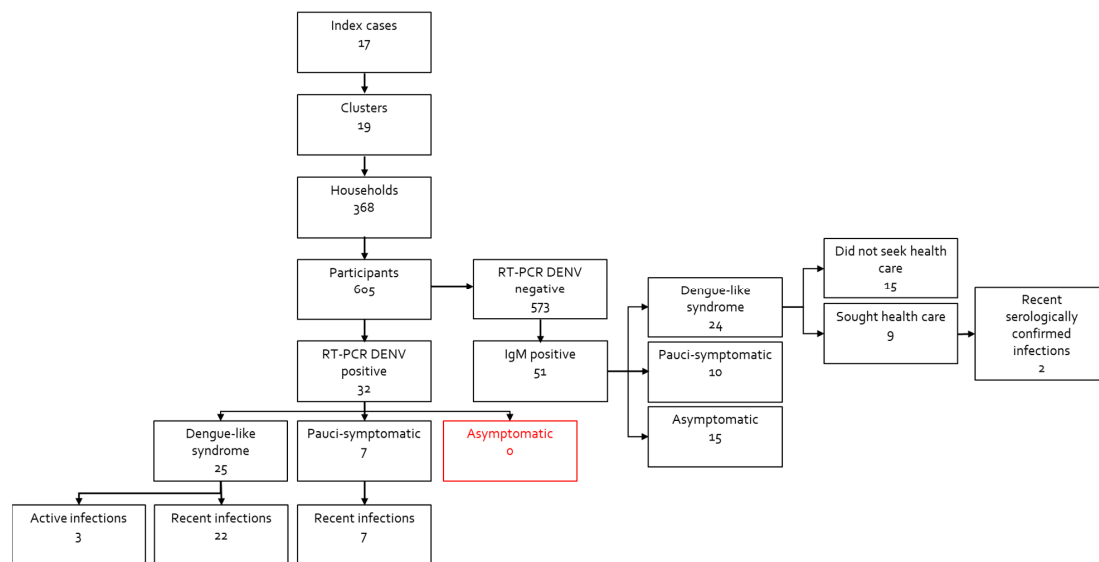 Index cases
17
Clusters
19
Households
368
Participants
605
RT-PCR DENV
negative
573
RT-PCR DENV
positive
32
IgM positive
51
Dengue-like
syndrome
24
Pauci-symptomatic
10
Asymptomatic
15
Did not seek health
care
15
Sought health care
9
Recent
serologically
confirmed
infections
2
Dengue-like
syndrome
25
Pauci-symptomatic
7
Asymptomatic
0
Active infections
3
Recent infections
22
Recent infections
7